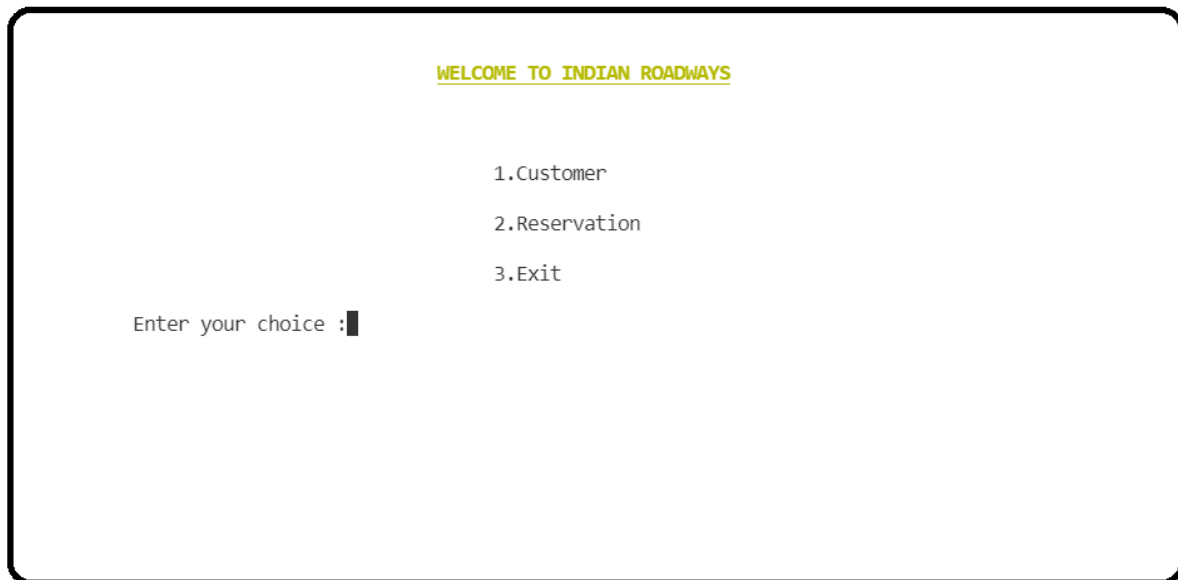 WELCOME TO INDIAN ROADWAYS
1.Customer
2.Reservation
3.Exit
Enter your choice :